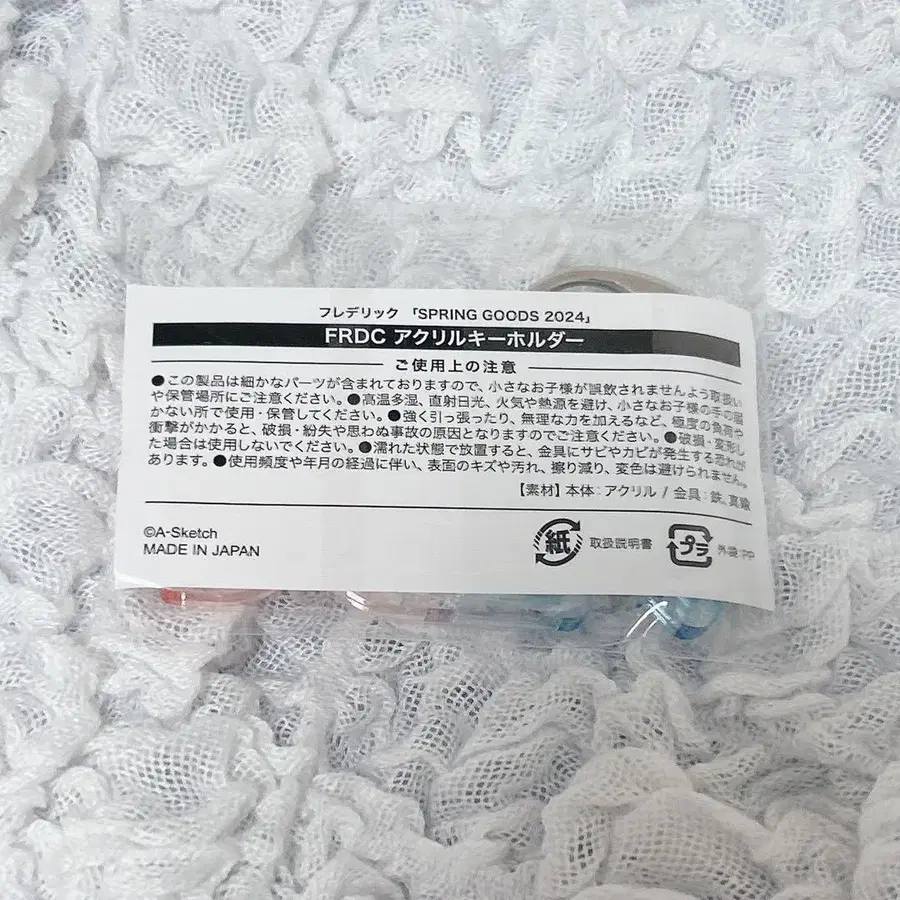 フレデリック 「SPRING GOODS 2024」
FRDC アクリルキーホルダー
ご使用上の注意
●この製品は細かなパーツが含まれておりますので、小さなお子様が誤飲されませんよう取扱い
や保管場所にご注意ください。●高温多湿、直射日光、火気や熱源を避け、小さなお子様の手の届
かない所で使用・保管してください。●強く引っ張ったり、無理な力を加えるなど、極度の負荷や
衝撃がかかると、破損・紛失や思わぬ事故の原因となりますのでご注意ください。●破損・変形し
た場合は使用しないでください。●濡れた状態で放置すると、金具にサビやカビが発生する恐れが
あります。●使用頻度や年月の経過に伴い、表面のキズや汚れ、擦り減り、変色は避けられません。
【素材】本体：アクリル / 金具：鉄、真鍮
©A-Sketch
MADE IN JAPAN
紙 取扱説明書
プラ 外袋：PP